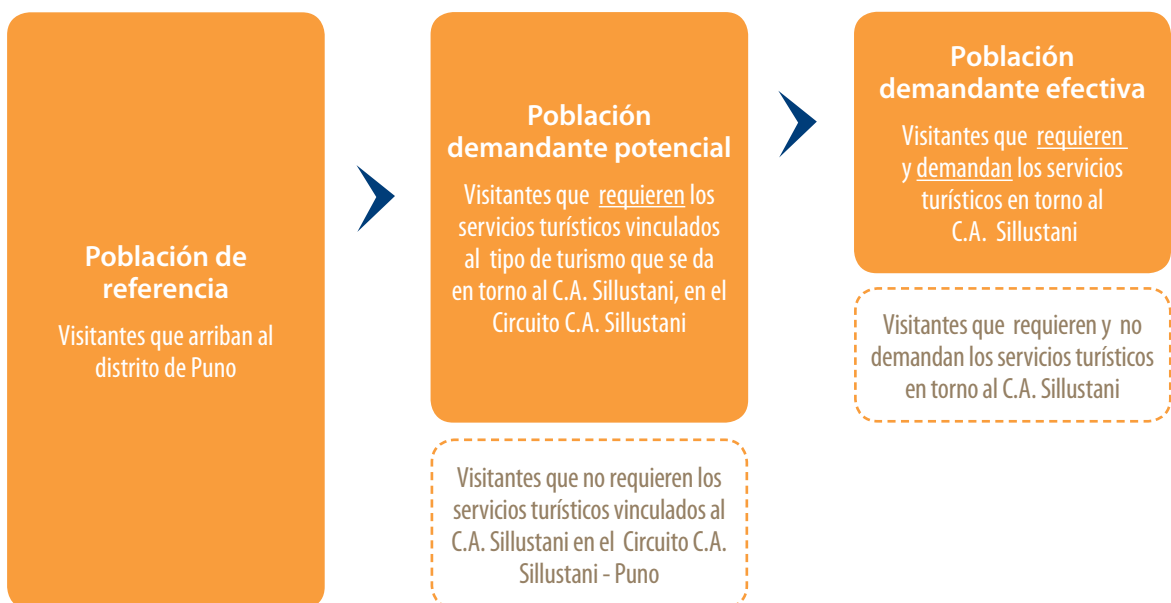 Población de
referencia
Visitantes que arriban al
distrito de Puno
Población
demandante potencial
Visitantes que requieren los
servicios turísticos vinculados
al tipo de turismo que se da
en torno al C.A. Sillustani, en el
Circuito C.A. Sillustani
Visitantes que no requieren los
servicios turísticos vinculados al
C.A. Sillustani en el Circuito C.A.
Sillustani - Puno
Población
demandante efectiva
Visitantes que requieren
y demandan los servicios
turísticos en torno al
C.A. Sillustani
Visitantes que requieren y no
demandan los servicios turísticos
en torno al C.A. Sillustani